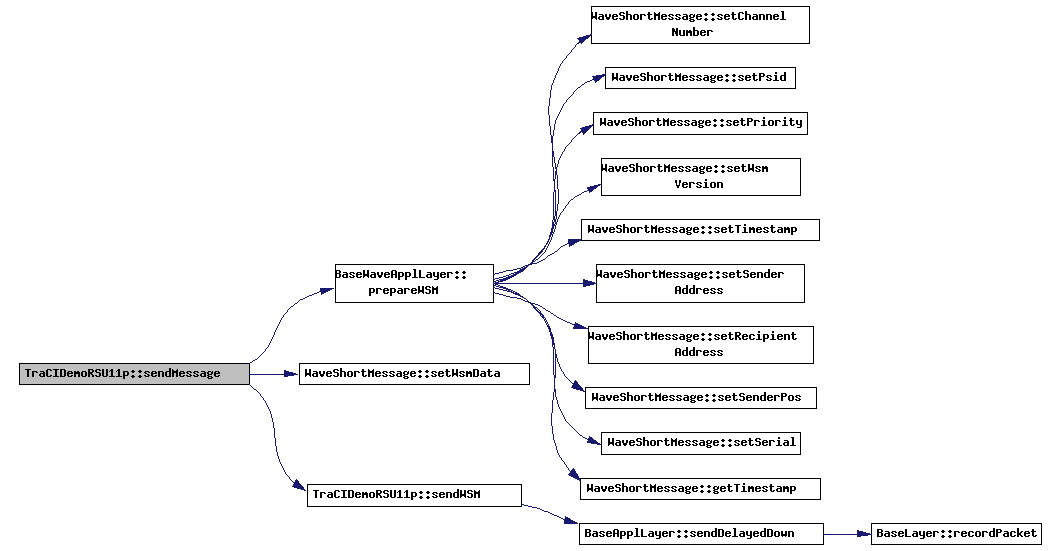 WaveShortMessage::setChannel
Number
WaveShortMessage::setPsid
WaveShortMessage::setPriority
WaveShortMessage::setWsm
Version
WaveShortMessage::setTimestamp
BaseWaveApplLayer::
prepareWSM
WaveShortMessage::setSender
Address
WaveShortMessage::setRecipient
Address
TraCIDemoRSU11p::sendMessage
WaveShortMessage::setWsmData
WaveShortMessage::setSenderPos
WaveShortMessage::setSerial
TraCIDemoRSU11p::sendWSM
WaveShortMessage::getTimestamp
BaseApplLayer::sendDelayedDown
BaseLayer::recordPacket